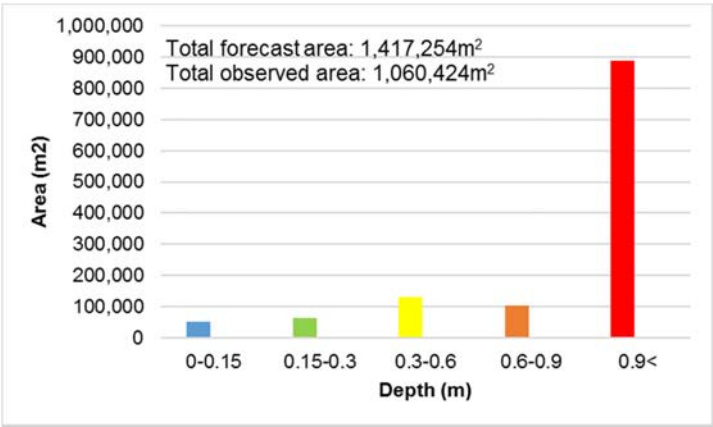 1,000,000
900,000
800,000
700,000
600,000
500,000
400,000
300,000
200,000
100,000
0
Area (m2)
Total forecast area: 1,417,254m²
Total observed area: 1,060,424m²
0-0.15 0.15-0.3 0.3-0.6 0.6-0.9 0.9<
Depth (m)